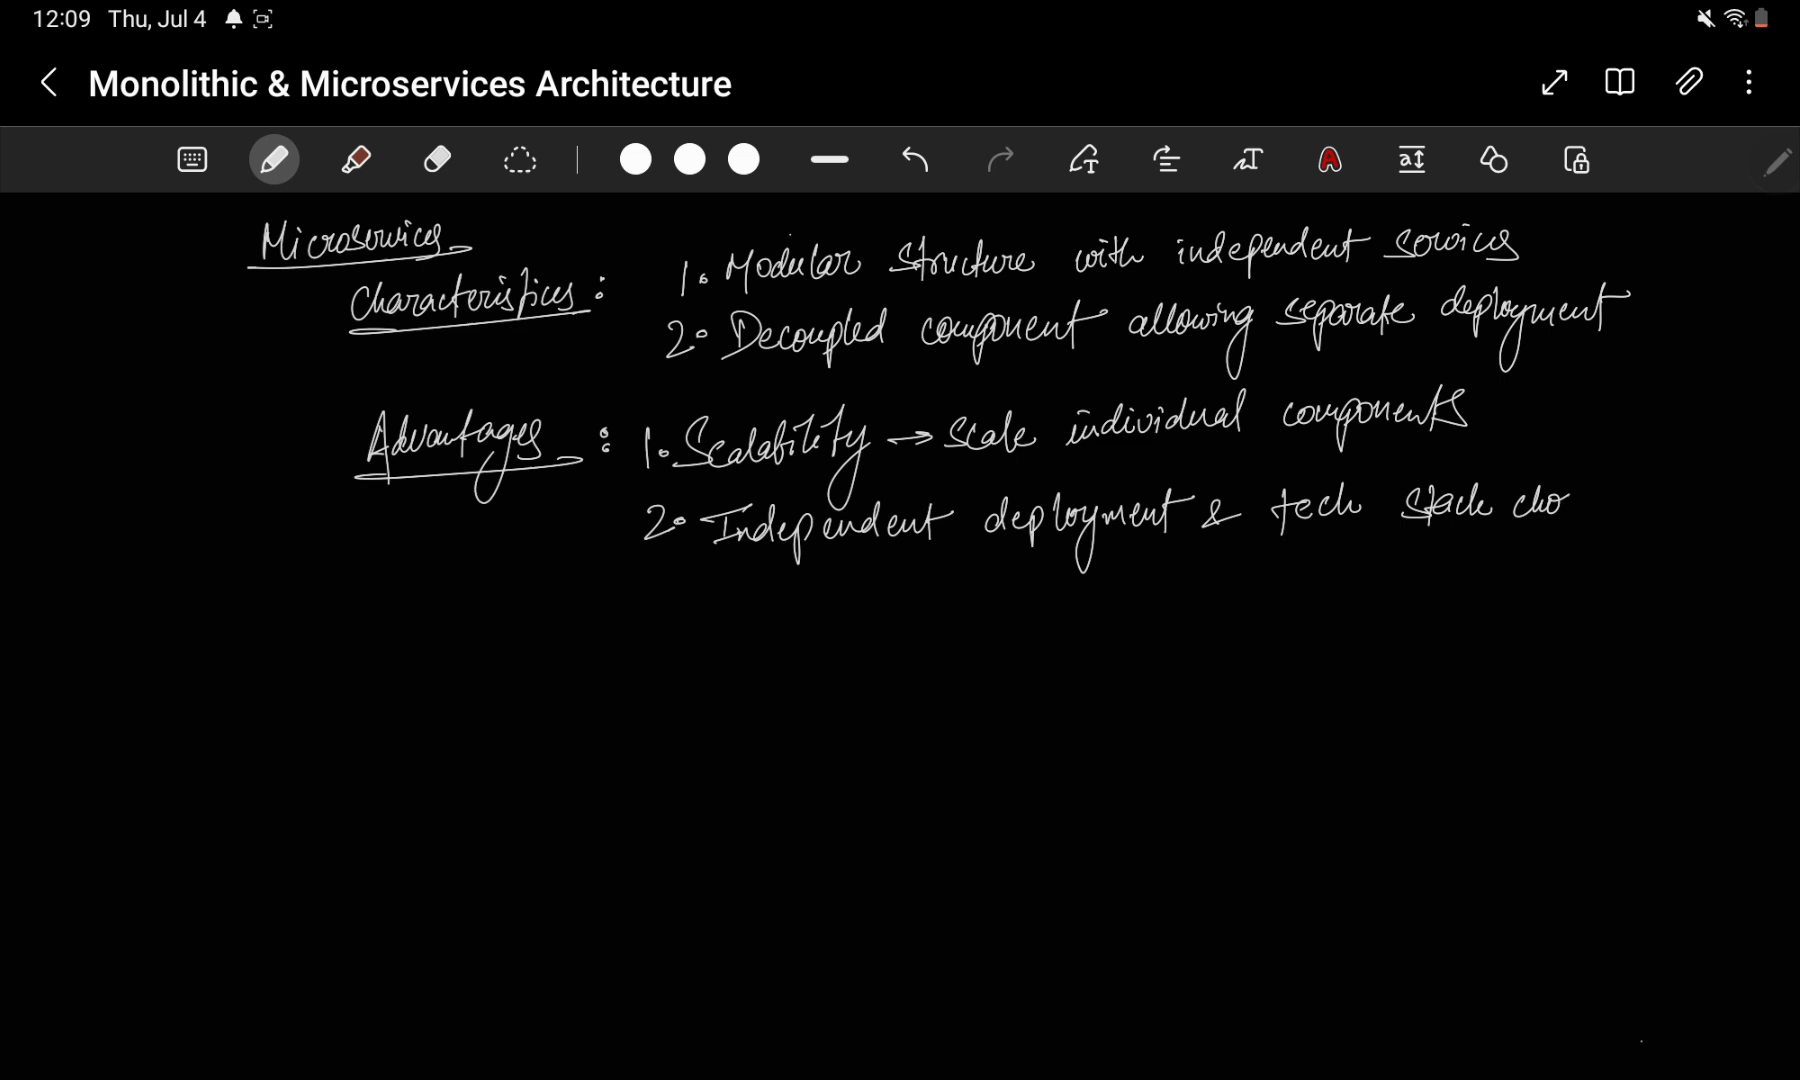 12:09 Thu, Jul 4
Monolithic & Microservices Architecture
Microservices
Characteristics : 1. Modular structure with independent services
2. Decoupled component allowing separate deployment
Advantages : 1. Scalability → scale individual components
2. Independent deployment & tech stack cho